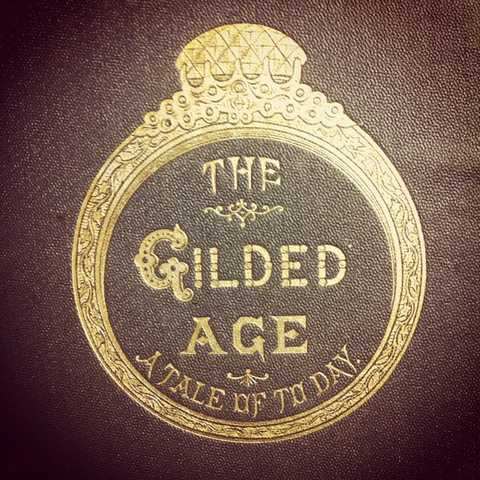 THE
GILDED
AGE
A TALE OF TO DAY.